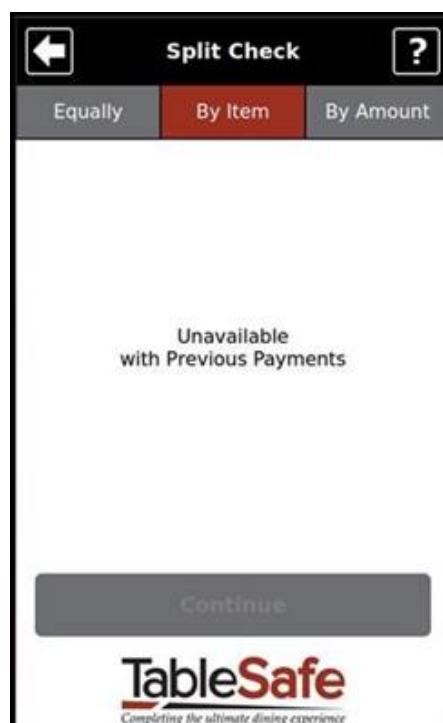 Split Check
?
Equally
By Item
By Amount
Unavailable
with Previous Payments
Continue
TableSafe
Completing the ultimate dining experience